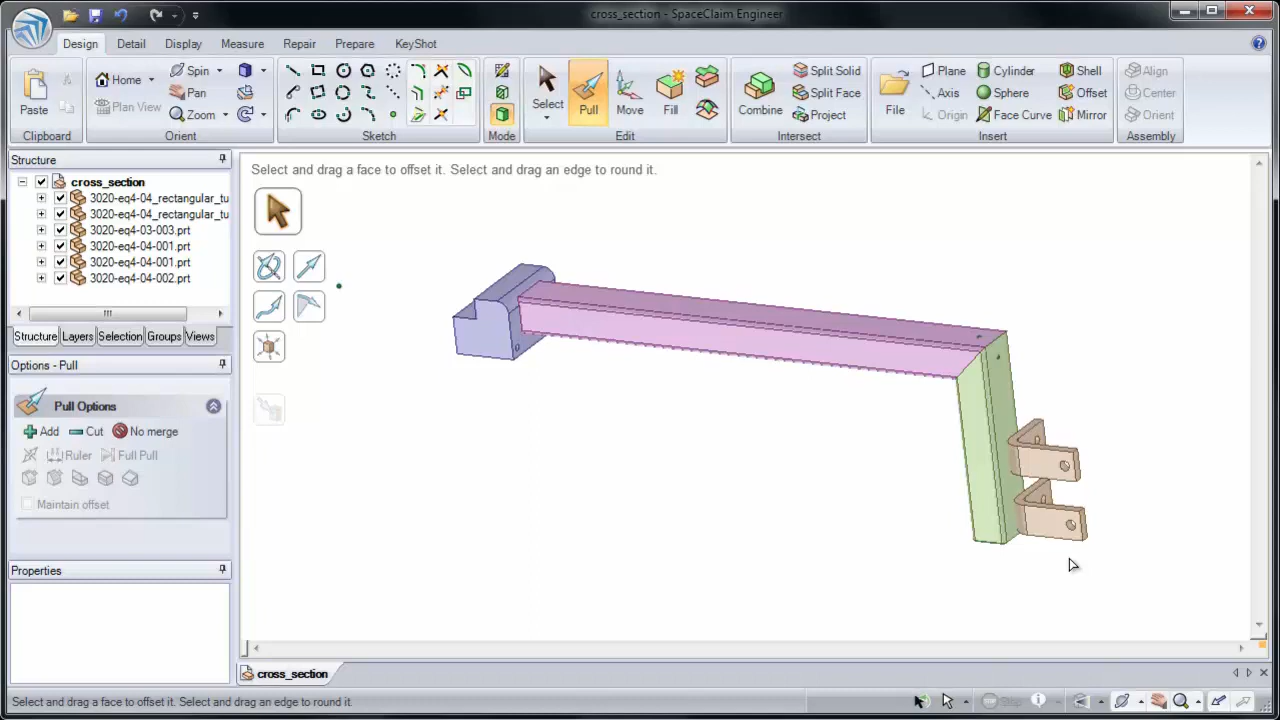 cross_section - SpaceClaim Engineer
Design Detail Display Measure Repair Prepare KeyShot
Paste
Home Spin
Plan View Pan
Zoom
Select Pull Move Fill
Combine
Split Solid
Split Face
Project
File
Plane Cylinder Shell
Axis Sphere Offset
Origin Face Curve Mirror
Align
Center
Orient
Clipboard Orient Sketch Mode Edit Intersect Insert Assembly
Structure
cross_section
3020-eq4-04_rectangular_tu
3020-eq4-04_rectangular_tu
3020-eq4-03-003.prt
3020-eq4-04-001.prt
3020-eq4-04-001.prt
3020-eq4-04-002.prt
Structure Layers Selection Groups Views
Options - Pull
Pull Options
Add Cut No merge
Ruler Full Pull
Maintain offset
Properties
Select and drag a face to offset it. Select and drag an edge to round it.
cross_section
Select and drag a face to offset it. Select and drag an edge to round it.